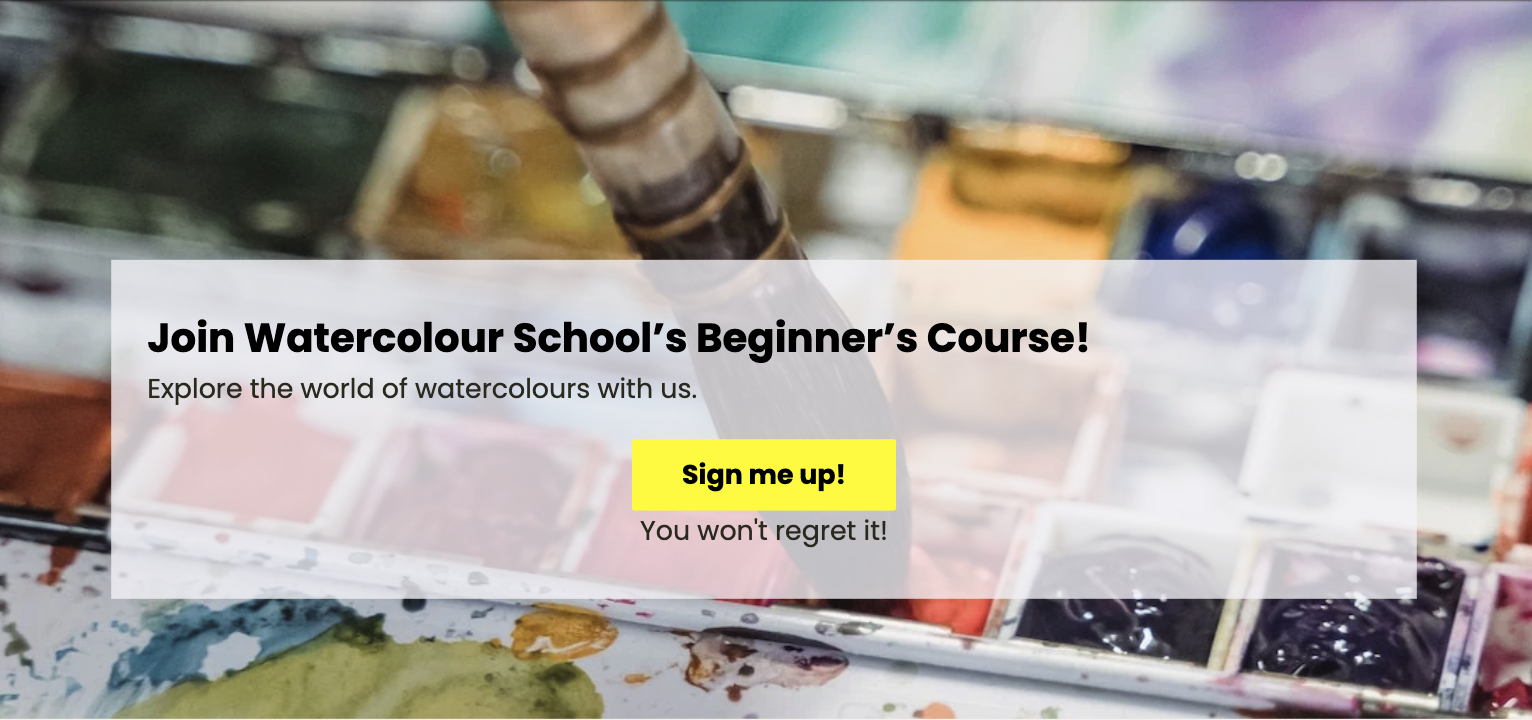 Join Watercolour School’s Beginner’s Course!
Explore the world of watercolours with us.
Sign me up!
You won't regret it!